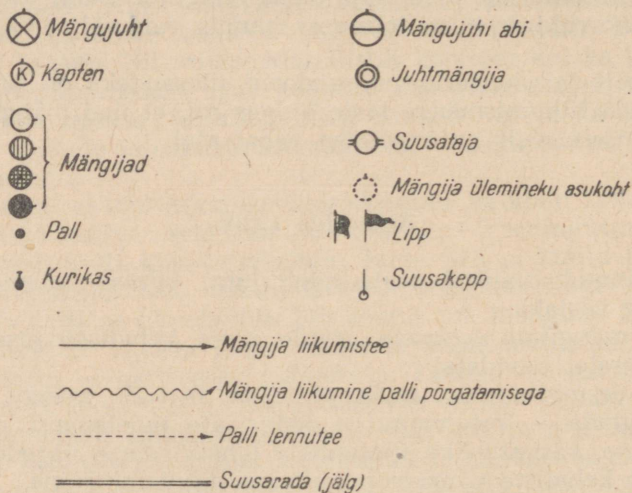 Mängujuht
K Kapten
Mängijad
Pall
Kurikas
Mängujuhi abi
Juhtmängija
Suusataja
Mängija ülemineku asukoht
Lipp
Suusakepp
Mängija liikumistee
Mängija liikumine palli põrgatamisega
Palli lennutee
Suusarada (jälg)